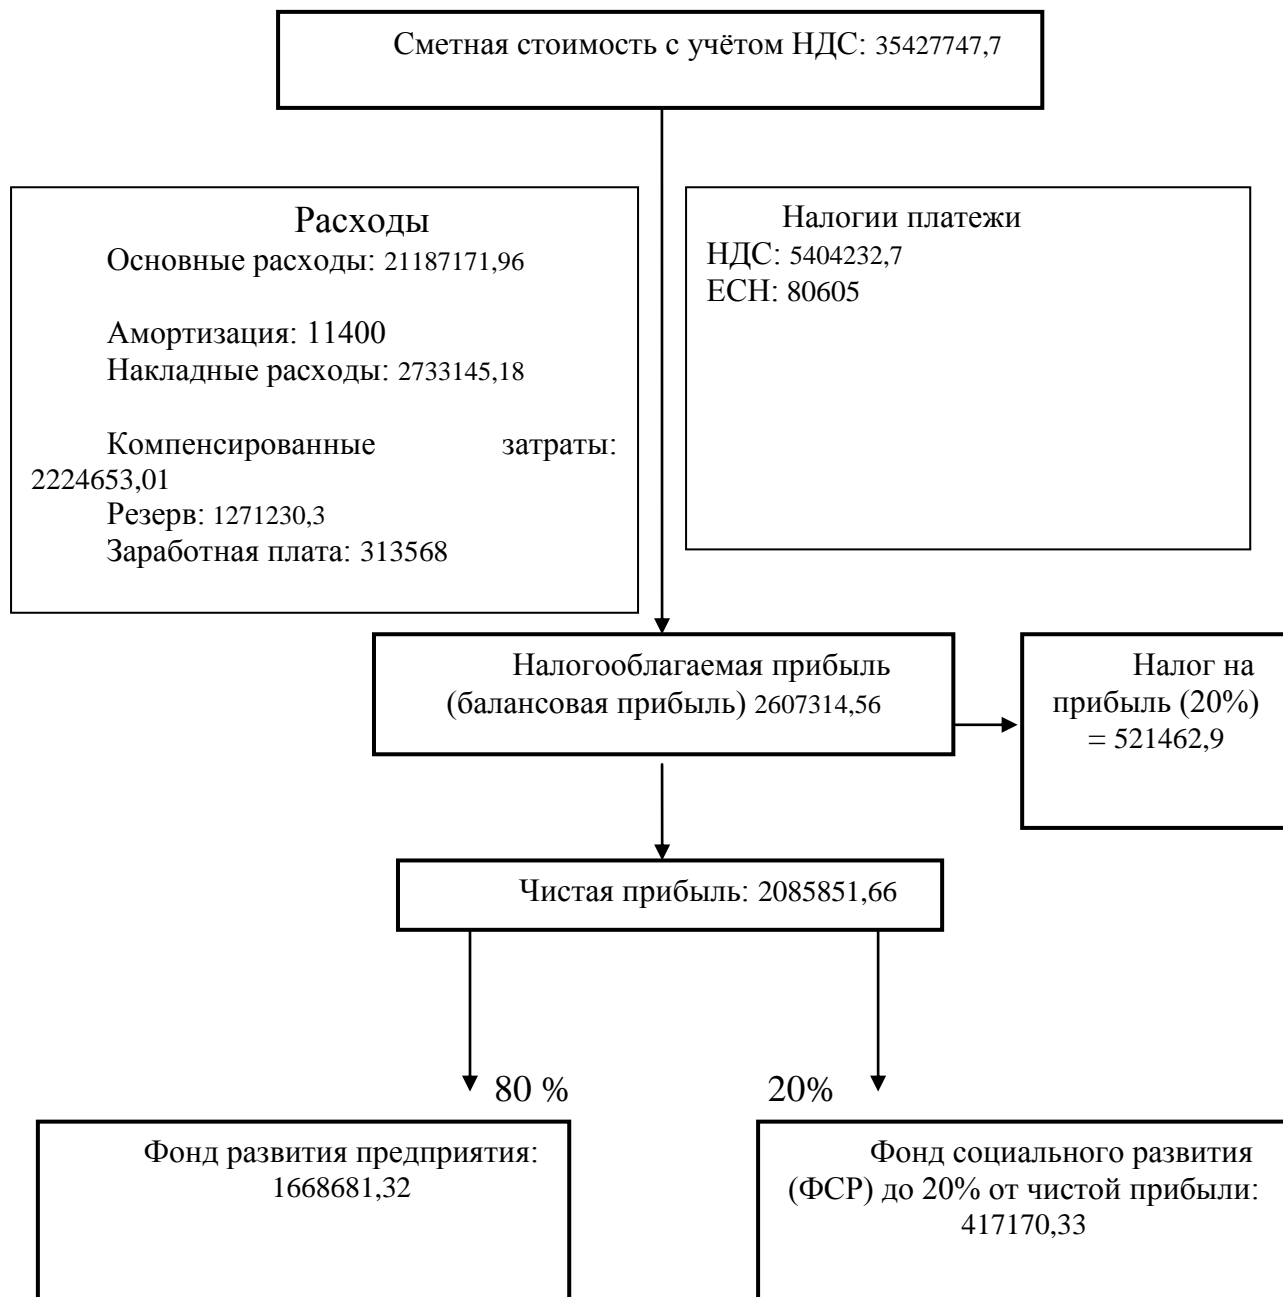 Сметная стоимость с учётом НДС: 35427747,7
Расходы
Основные расходы: 21187171,96
Амортизация: 11400
Накладные расходы: 2733145,18
Компенсированные затраты:
2224653,01
Резерв: 1271230,3
Заработная плата: 313568
Налогии платежи
НДС: 5404232,7
ЕСН: 80605
Налогооблагаемая прибыль
(балансовая прибыль) 2607314,56
Налог на
прибыль (20%)
= 521462,9
Чистая прибыль: 2085851,66
80 %
20%
Фонд развития предприятия:
1668681,32
Фонд социального развития
(ФСР) до 20% от чистой прибыли:
417170,33